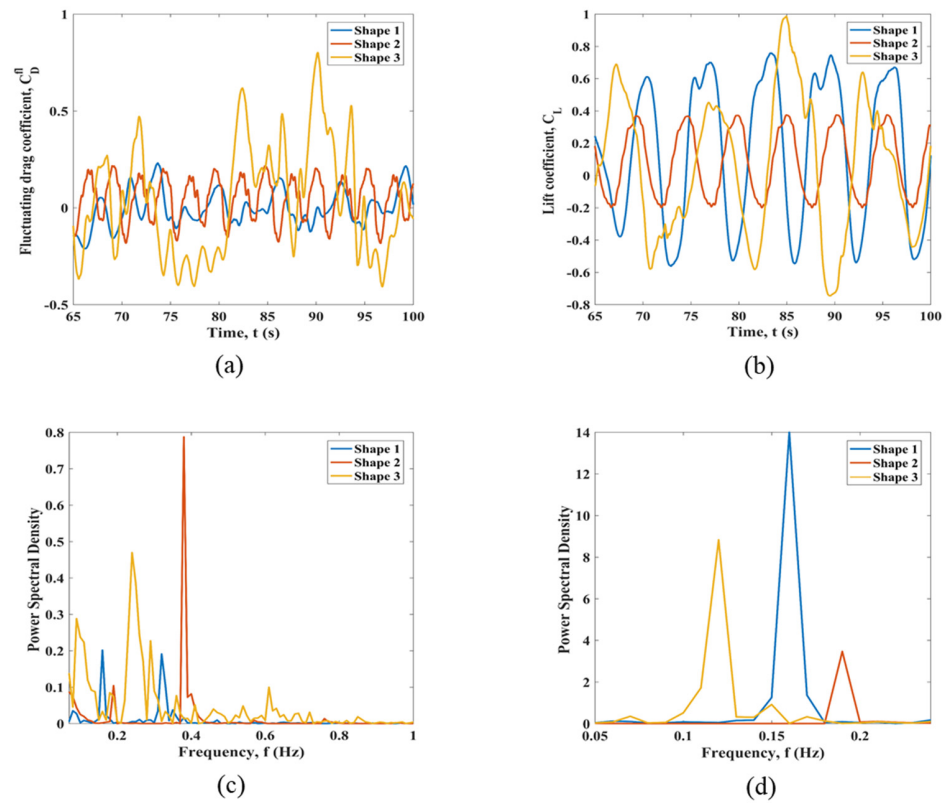 1
0.5
0
-0.5
Fluctuating drag coefficient, C_D^fl
Shape 1
Shape 2
Shape 3
65 70 75 80 85 90 95 100
Time, t (s)
(a)
1
0.8
0.6
0.4
0.2
0
-0.2
-0.4
-0.6
-0.8
Lift coefficient, C_L
Shape 1
Shape 2
Shape 3
65 70 75 80 85 90 95 100
Time, t (s)
(b)
0.8
0.7
0.6
0.5
0.4
0.3
0.2
0.1
0
Power Spectral Density
Shape 1
Shape 2
Shape 3
0.2 0.4 0.6 0.8 1
Frequency, f (Hz)
(c)
14
12
10
8
6
4
2
0
Power Spectral Density
Shape 1
Shape 2
Shape 3
0.05 0.1 0.15 0.2
Frequency, f (Hz)
(d)